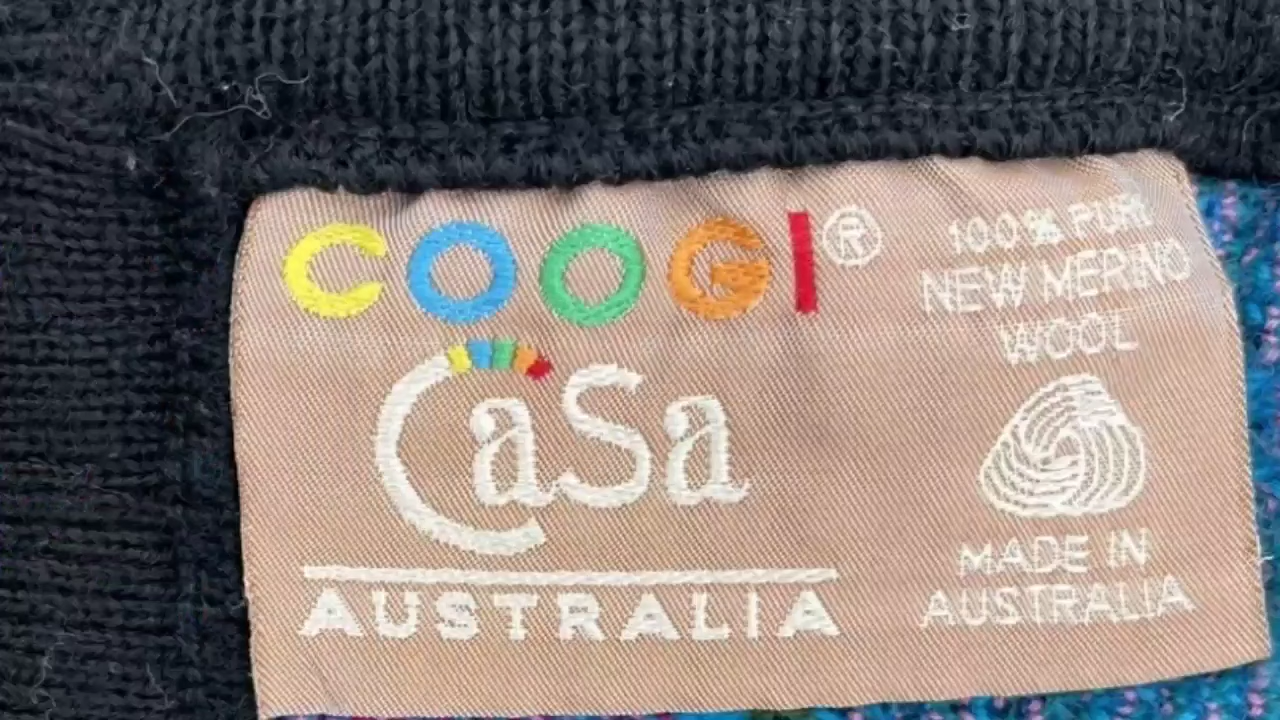 COOGI®
CaSa
AUSTRALIA
100% PURE
NEW MERINO
WOOL
MADE IN
AUSTRALIA